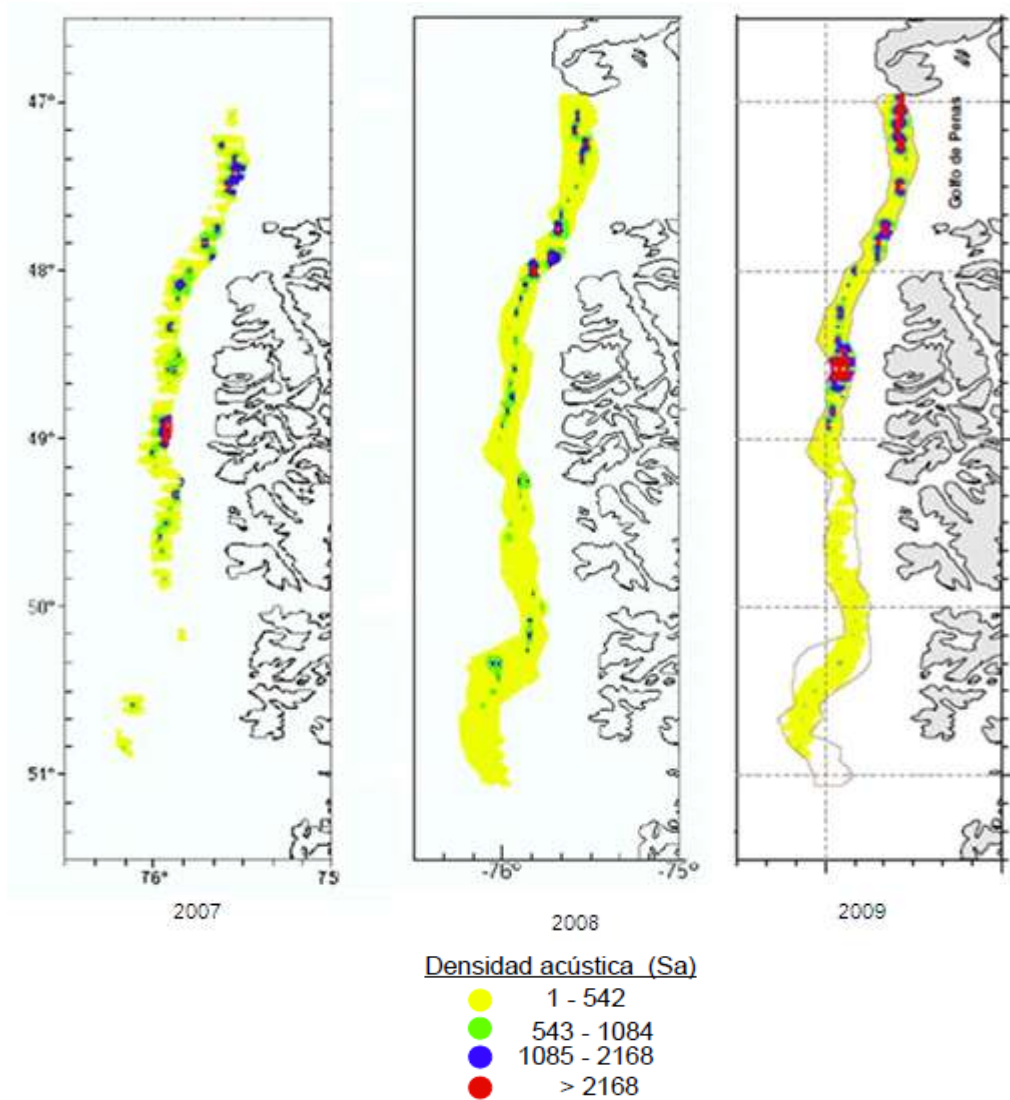 47°
48°
49°
50°
51°
76°
75
-76°
-75°
Golfo de Penas
2007
2008
2009
Densidad acústica (Sa)
1 - 542
543 - 1084
1085 - 2168
> 2168